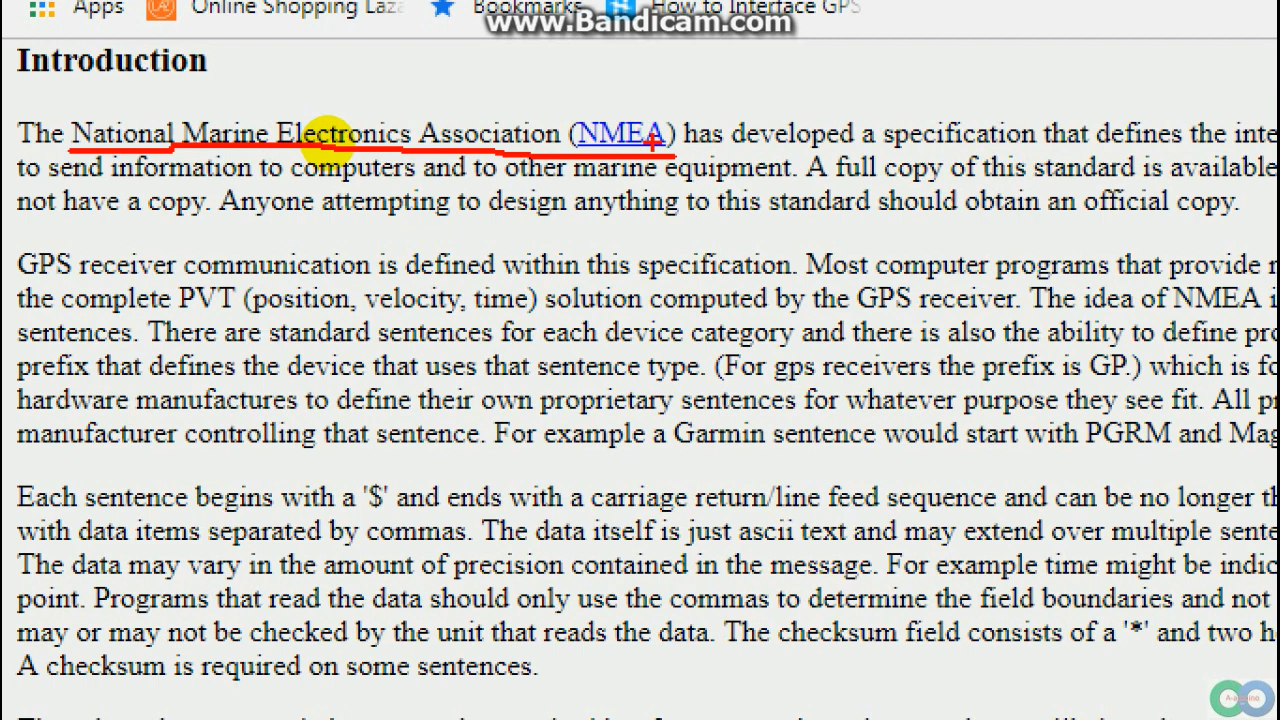 Apps Online Shopping Laza Bookmarks How to Interface GPS
www.Bandicam.com
Introduction
The National Marine Electronics Association (NMEA) has developed a specification that defines the inte
to send information to computers and to other marine equipment. A full copy of this standard is available
not have a copy. Anyone attempting to design anything to this standard should obtain an official copy.
GPS receiver communication is defined within this specification. Most computer programs that provide r
the complete PVT (position, velocity, time) solution computed by the GPS receiver. The idea of NMEA i
sentences. There are standard sentences for each device category and there is also the ability to define pro
prefix that defines the device that uses that sentence type. (For gps receivers the prefix is GP.) which is fo
hardware manufactures to define their own proprietary sentences for whatever purpose they see fit. All pr
manufacturer controlling that sentence. For example a Garmin sentence would start with PGRM and Mag
Each sentence begins with a '$' and ends with a carriage return/line feed sequence and can be no longer th
with data items separated by commas. The data itself is just ascii text and may extend over multiple sente
The data may vary in the amount of precision contained in the message. For example time might be indic
point. Programs that read the data should only use the commas to determine the field boundaries and not
may or may not be checked by the unit that reads the data. The checksum field consists of a '*' and two h
A checksum is required on some sentences.